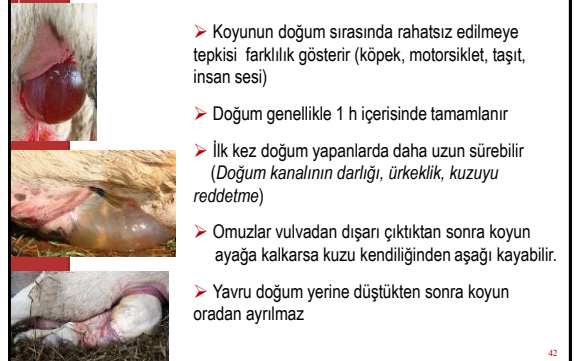 ➢ Koyunun doğum sırasında rahatsız edilmeye
tepkisi farklılık gösterir (köpek, motorsiklet, taşıt,
insan sesi)
➢ Doğum genellikle 1 h içerisinde tamamlanır
➢ İlk kez doğum yapanlarda daha uzun sürebilir
(Doğum kanalının darlığı, ürkeklik, kuzuyu
reddetme)
➢ Omuzlar vulvadan dışarı çıktıktan sonra koyun
ayağa kalkarsa kuzu kendiliğinden aşağı kayabilir.
➢ Yavru doğum yerine düştükten sonra koyun
oradan ayrılmaz
42